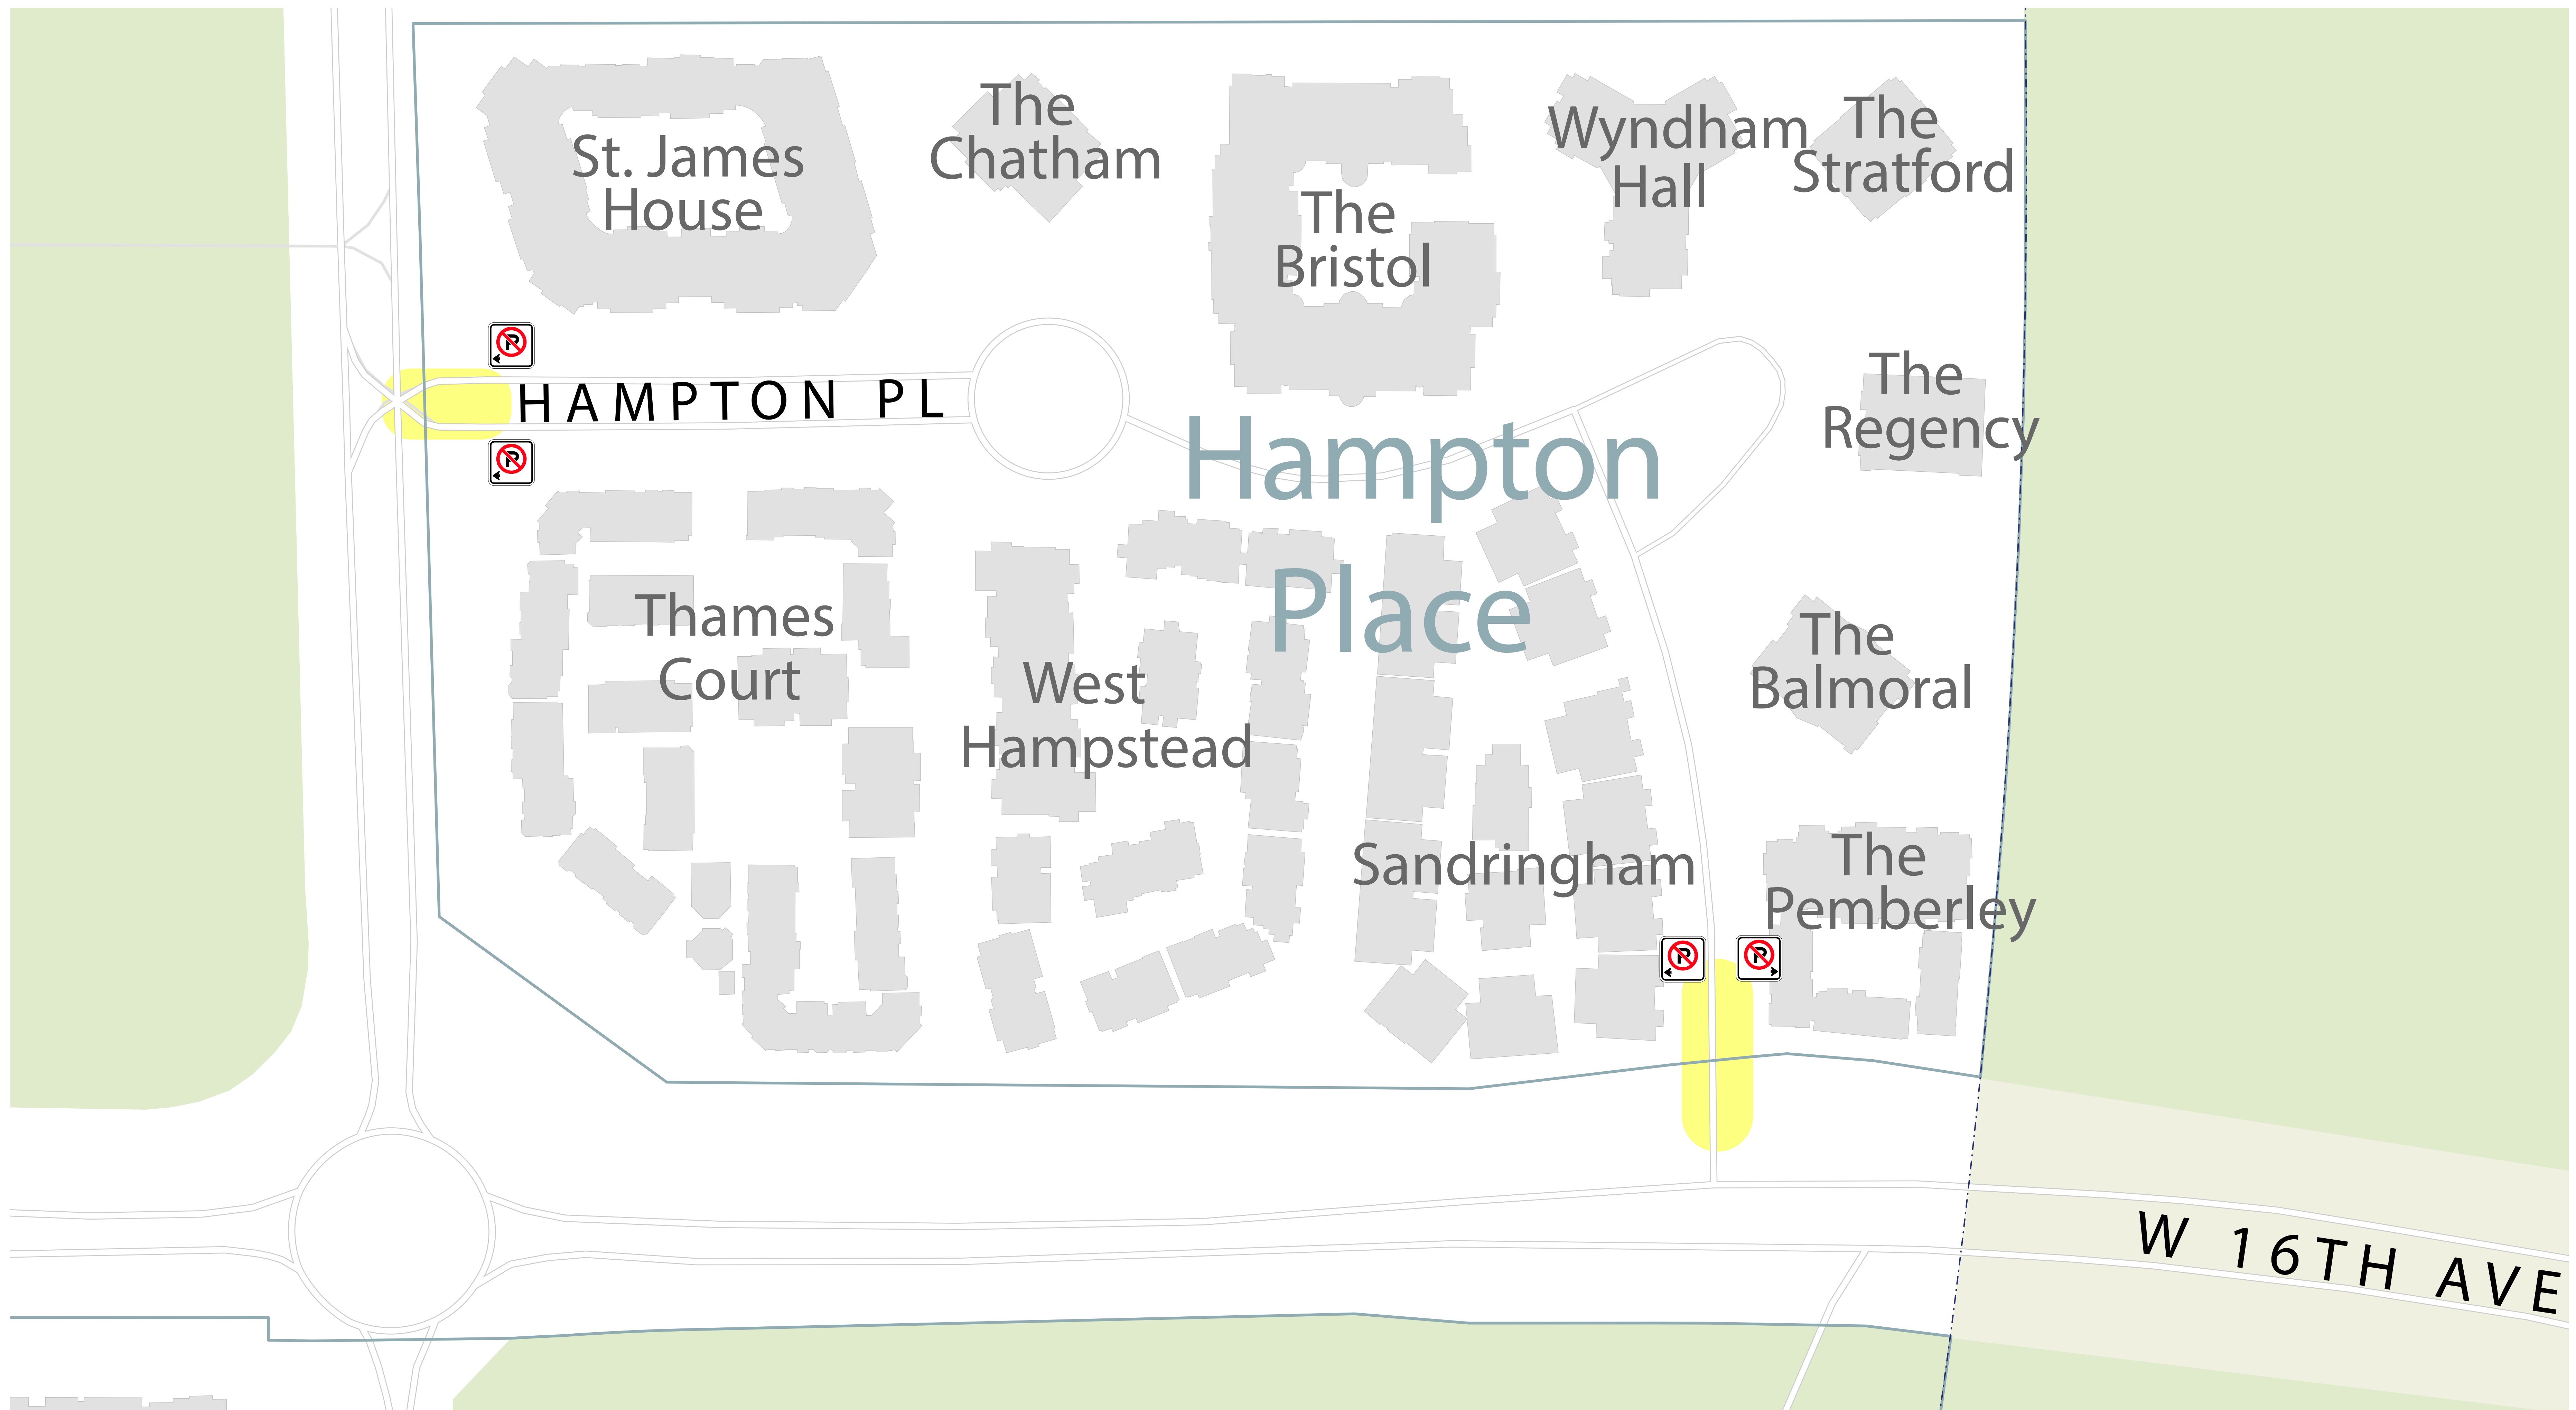 St. James
House
The
Chatham
The
Bristol
Wyndham
Hall
The
Stratford
P
HAMPTON PL
P
The
Regency
Hampton
Place
Thames
Court
West
Hampstead
The
Balmoral
Sandringham
The
Pemberley
P
P
W 16TH AVE